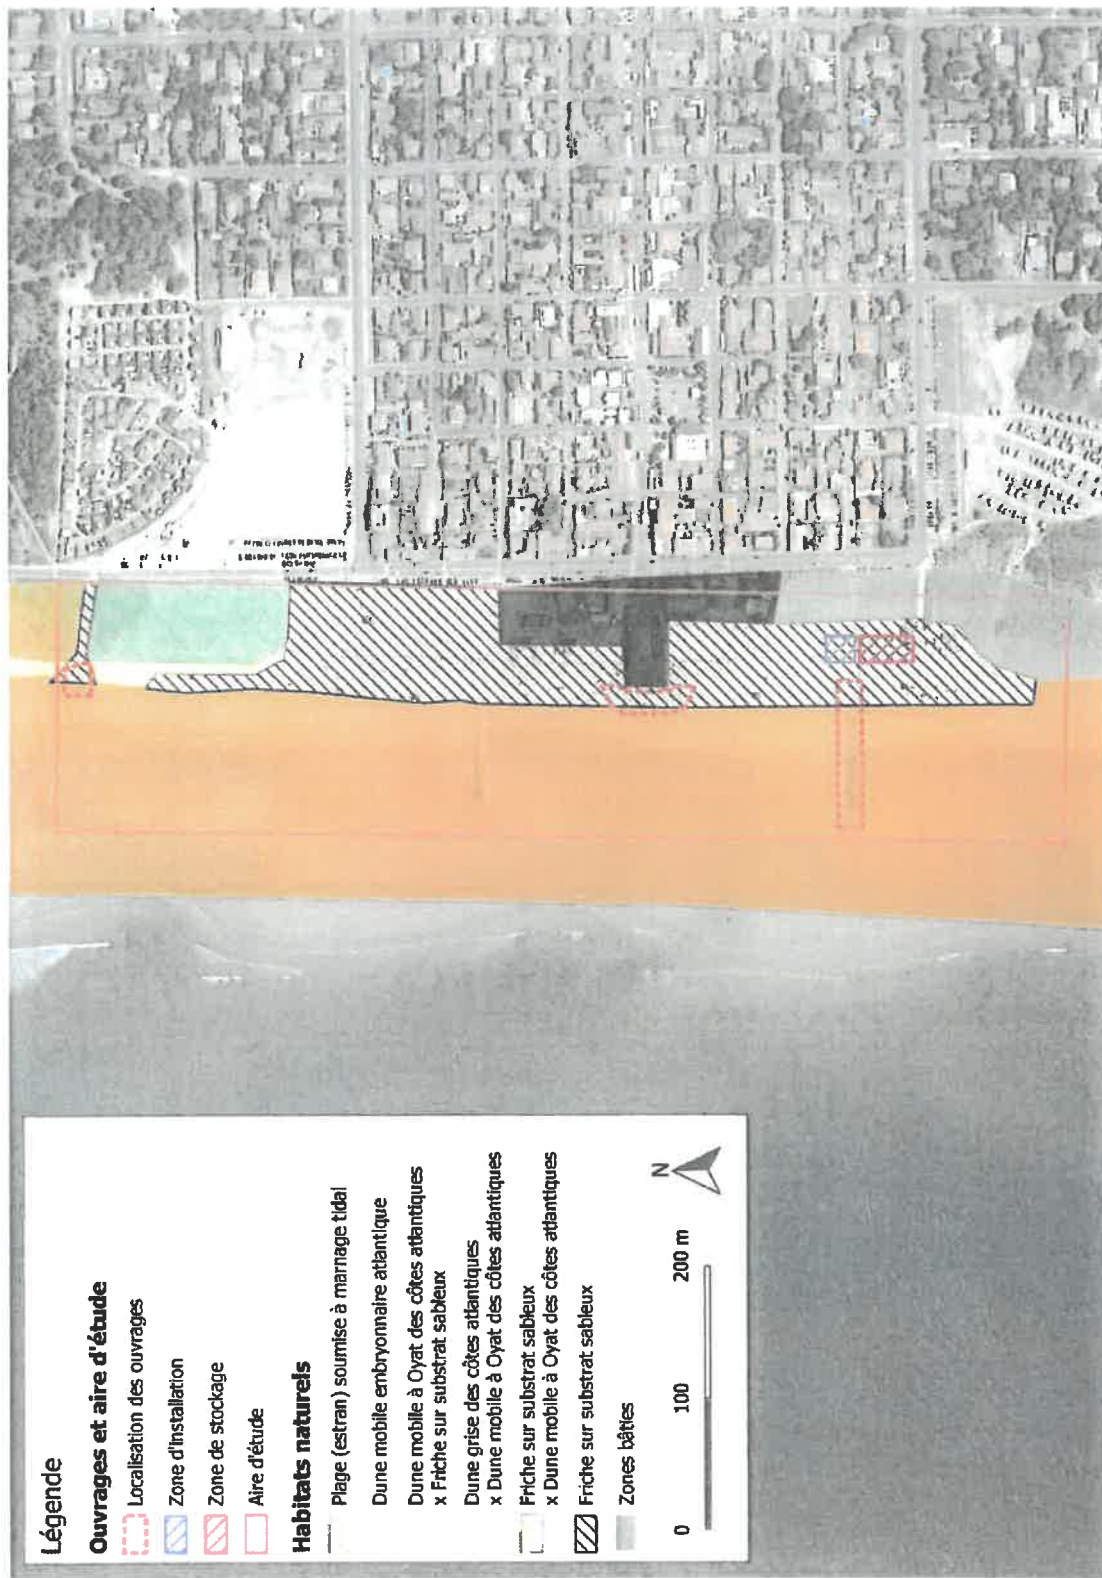 Légende
Ouvrages et aire d'étude
Localisation des ouvrages
Zone d'installation
Zone de stockage
Aire d'étude
Habitats naturels
Plage (estran) soumise à marnage tidal
Dune mobile embryonnaire atlantique
Dune mobile à Oyat des côtes atlantiques
x Friche sur substrat sableux
Dune grise des côtes atlantiques
x Dune mobile à Oyat des côtes atlantiques
Friche sur substrat sableux
x Dune mobile à Oyat des côtes atlantiques
Friche sur substrat sableux
Zones bâties
0 100 200 m
N